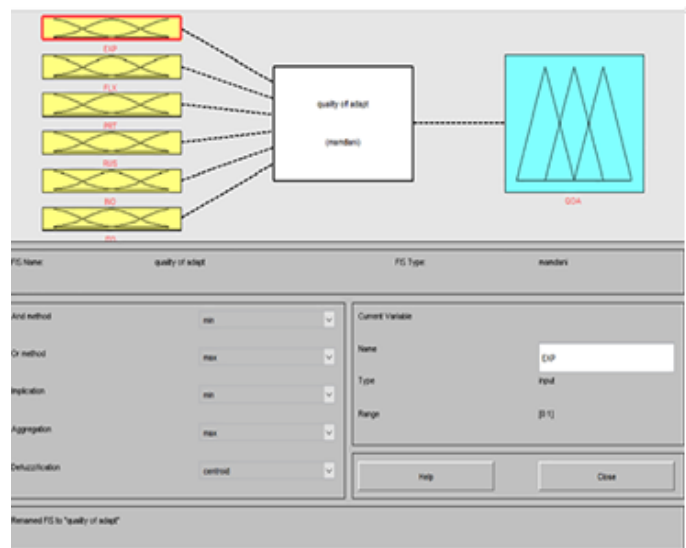 EXP
FLX
quality of adapt
PRT
(mamdani)
RUS
INO
QOA
FIS Name: quality of adapt FIS Type: mamdani
And method min
Or method max
Implication min
Aggregation max
Defuzzification centroid
Current Variable
Name EXP
Type input
Range [0 1]
Help Close
Renamed FIS to "quality of adapt"